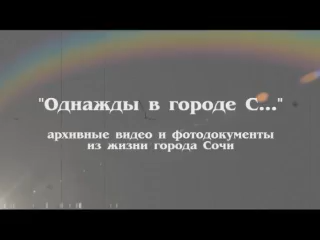 "Однажды в городе С..."
архивные видео и фотодокументы
из жизни города Сочи